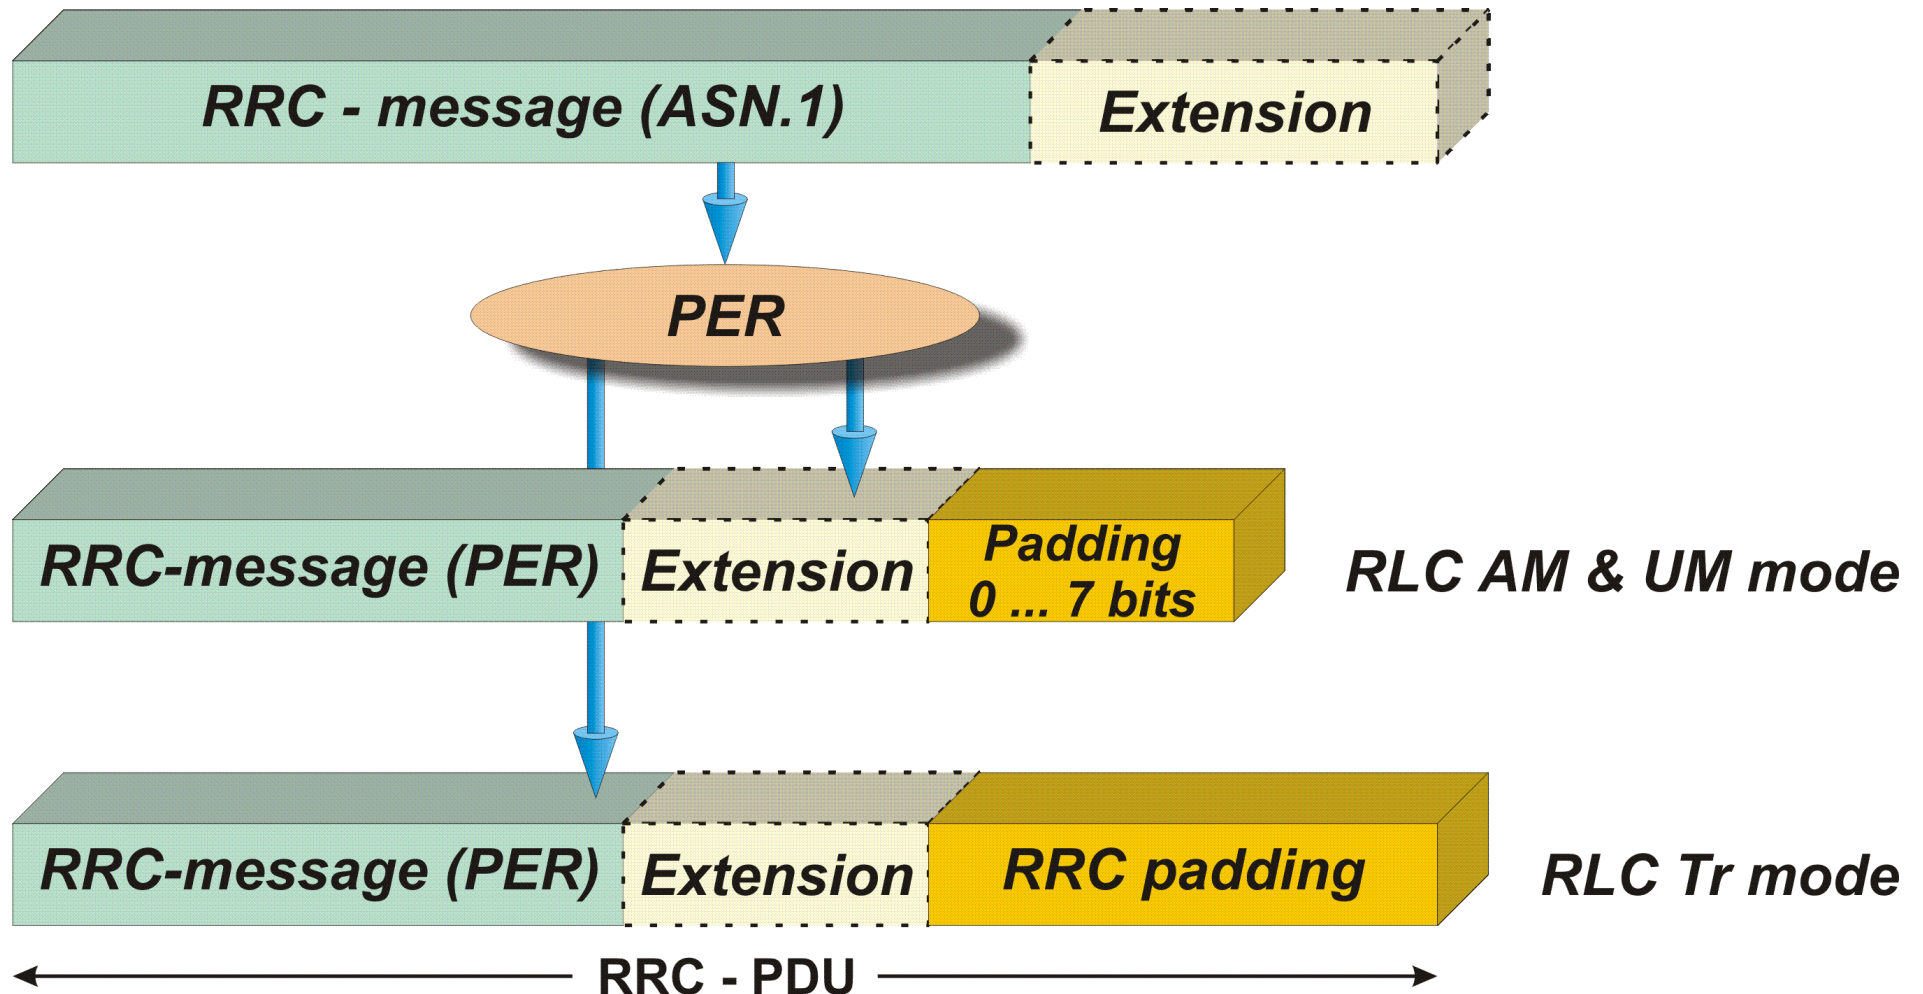 RRC - message (ASN.1)
Extension
PER
RRC-message (PER)
Extension
Padding
0 ... 7 bits
RLC AM & UM mode
RRC-message (PER)
Extension
RRC padding
RLC Tr mode
RRC - PDU